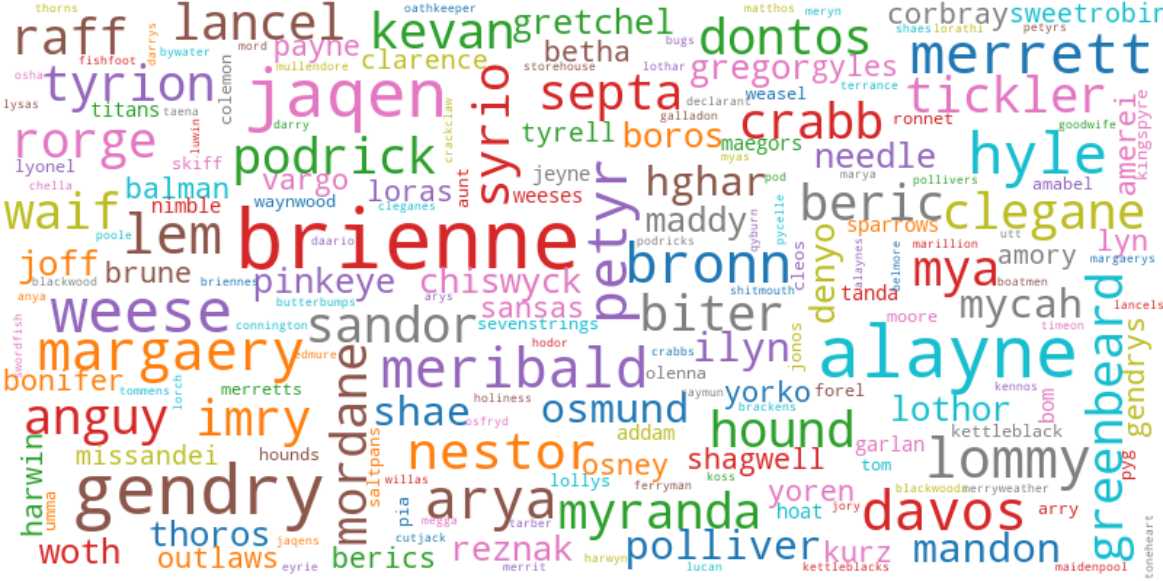 thorns
oathkeeper
matthos
meryn
raff
lancel
kevan
gretchel
dontos
corbray
sweetrobin
fishfoot
darrys
bywater
mord
payne
mullendore
clarence
betha
storehouse
bugs
lothar
shaes
lorathi
petyrs
merrett
osha
tyrion
colemon
jaqen
syrio
septa
declarant
gregor
gyles
weasel
terrance
tickler
lysas
titans
taena
luwin
darry
crackclaw
galladon
crabb
ronnet
goodwife
amerei
kingspyre
rorge
podrick
tyrell
boros
maegors
myas
needle
hyle
lyonel
skiff
vargo
loras
aunt
jeyne
weeses
hghar
pod
marya
pollivers
amabel
chella
balman
nimble
waynwood
cleganes
petyr
maddy
qyburn
pycelle
beric
clegane
waif
poole
lem
brienne
daario
podricks
bronn
cleos
denyo
sparrows
alaynes
belmore
marillion
utt
lyn
margaerys
joff
brune
blackwood
briennes
pinkeye
chiswyck
shitmouth
tanda
mya
amory
boatmen
anya
weese
butterbumps
arys
sansas
biter
mycah
lancels
swordfish
connington
sandor
sevenstrings
jonos
moore
timeon
greenbeard
gendrys
margaery
edmure
hodor
crabbs
ilyn
alayne
bonifer
tommens
lorch
merretts
mordane
meribald
olenna
aymun
yorko
forel
kennos
bom
anguy
imry
shae
holiness
osfryd
osmund
brackens
hound
lothor
kettleblack
harwin
missandei
hounds
saltpans
nestor
addam
osney
shagwell
garlan
tom
lommy
pyg
umma
gendry
willas
pia
arya
lollys
ferryman
koss
yoren
hoat
jory
blackwoods
merryweather
arry
davos
thoros
jaqens
cutjack
megga
tarber
myranda
woth
outlaws
eyrie
berics
reznak
merrit
harwyn
polliver
lucan
kurz
kettleblacks
mandon
maidenpool
stoneheart